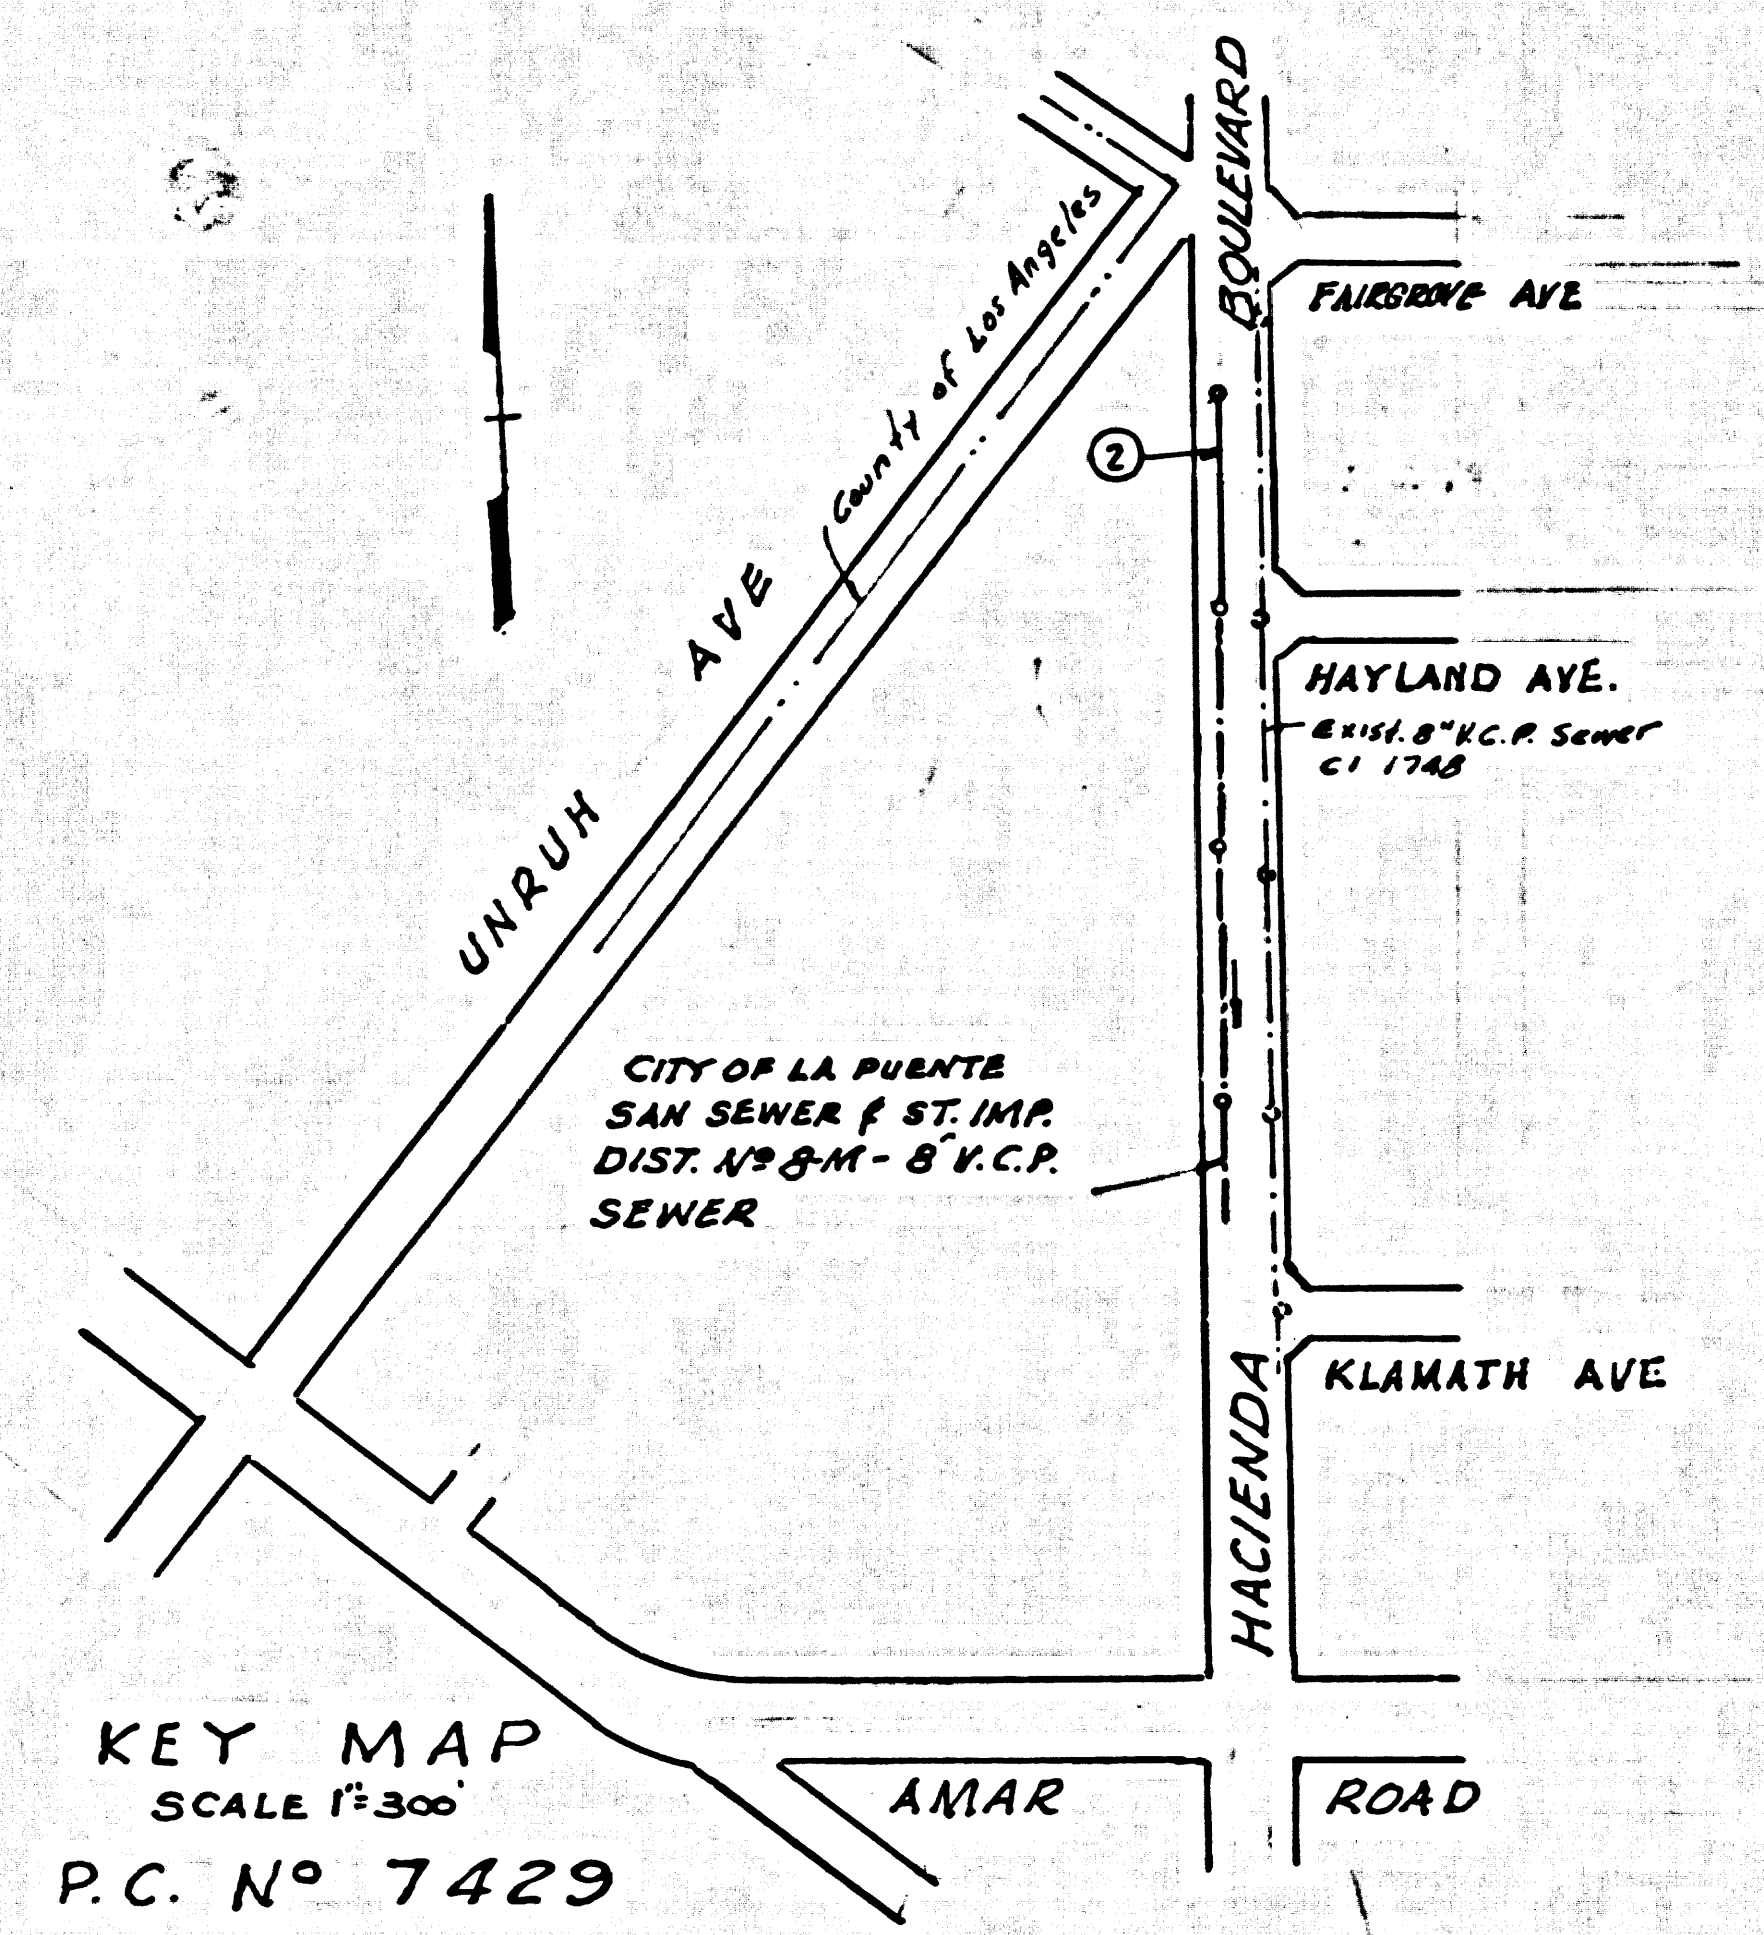 BOULEVARD
County of Los Angeles
FAIRGROVE AVE
2
UNRUH AVE
HAYLAND AVE.
Exist. 8" V.C.P. Sewer
CI 1748
CITY OF LA PUENTE
SAN SEWER & ST. IMP.
DIST. Nº 8-M - 8" V.C.P.
SEWER
KLAMATH AVE
HACIENDA
KEY MAP
SCALE 1"=300'
AMAR ROAD
P.C. Nº 7429